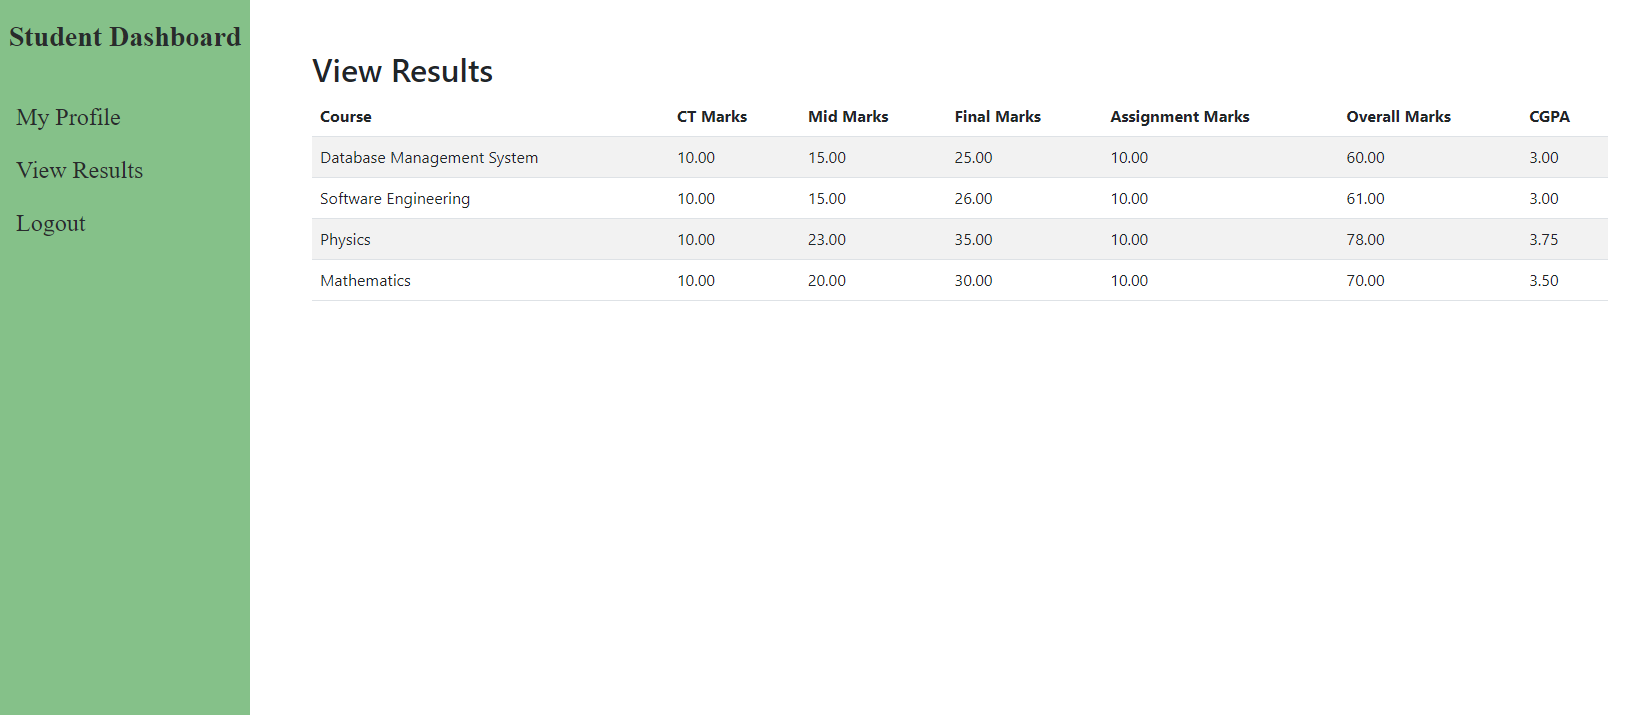 Student Dashboard
My Profile
View Results
Logout
View Results
Course CT Marks Mid Marks Final Marks Assignment Marks Overall Marks CGPA
Database Management System 10.00 15.00 25.00 10.00 60.00 3.00
Software Engineering 10.00 15.00 26.00 10.00 61.00 3.00
Physics 10.00 23.00 35.00 10.00 78.00 3.75
Mathematics 10.00 20.00 30.00 10.00 70.00 3.50